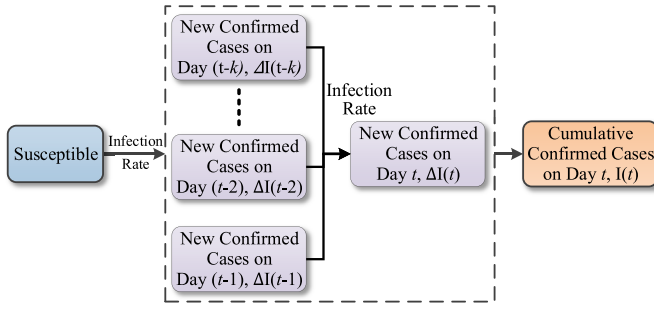 Susceptible
Infection
Rate
New Confirmed
Cases on
Day (t-k), ΔI(t-k)
New Confirmed
Cases on
Day (t-2), ΔI(t-2)
New Confirmed
Cases on
Day (t-1), ΔI(t-1)
Infection
Rate
New Confirmed
Cases on
Day t, ΔI(t)
Cumulative
Confirmed Cases
on Day t, I(t)